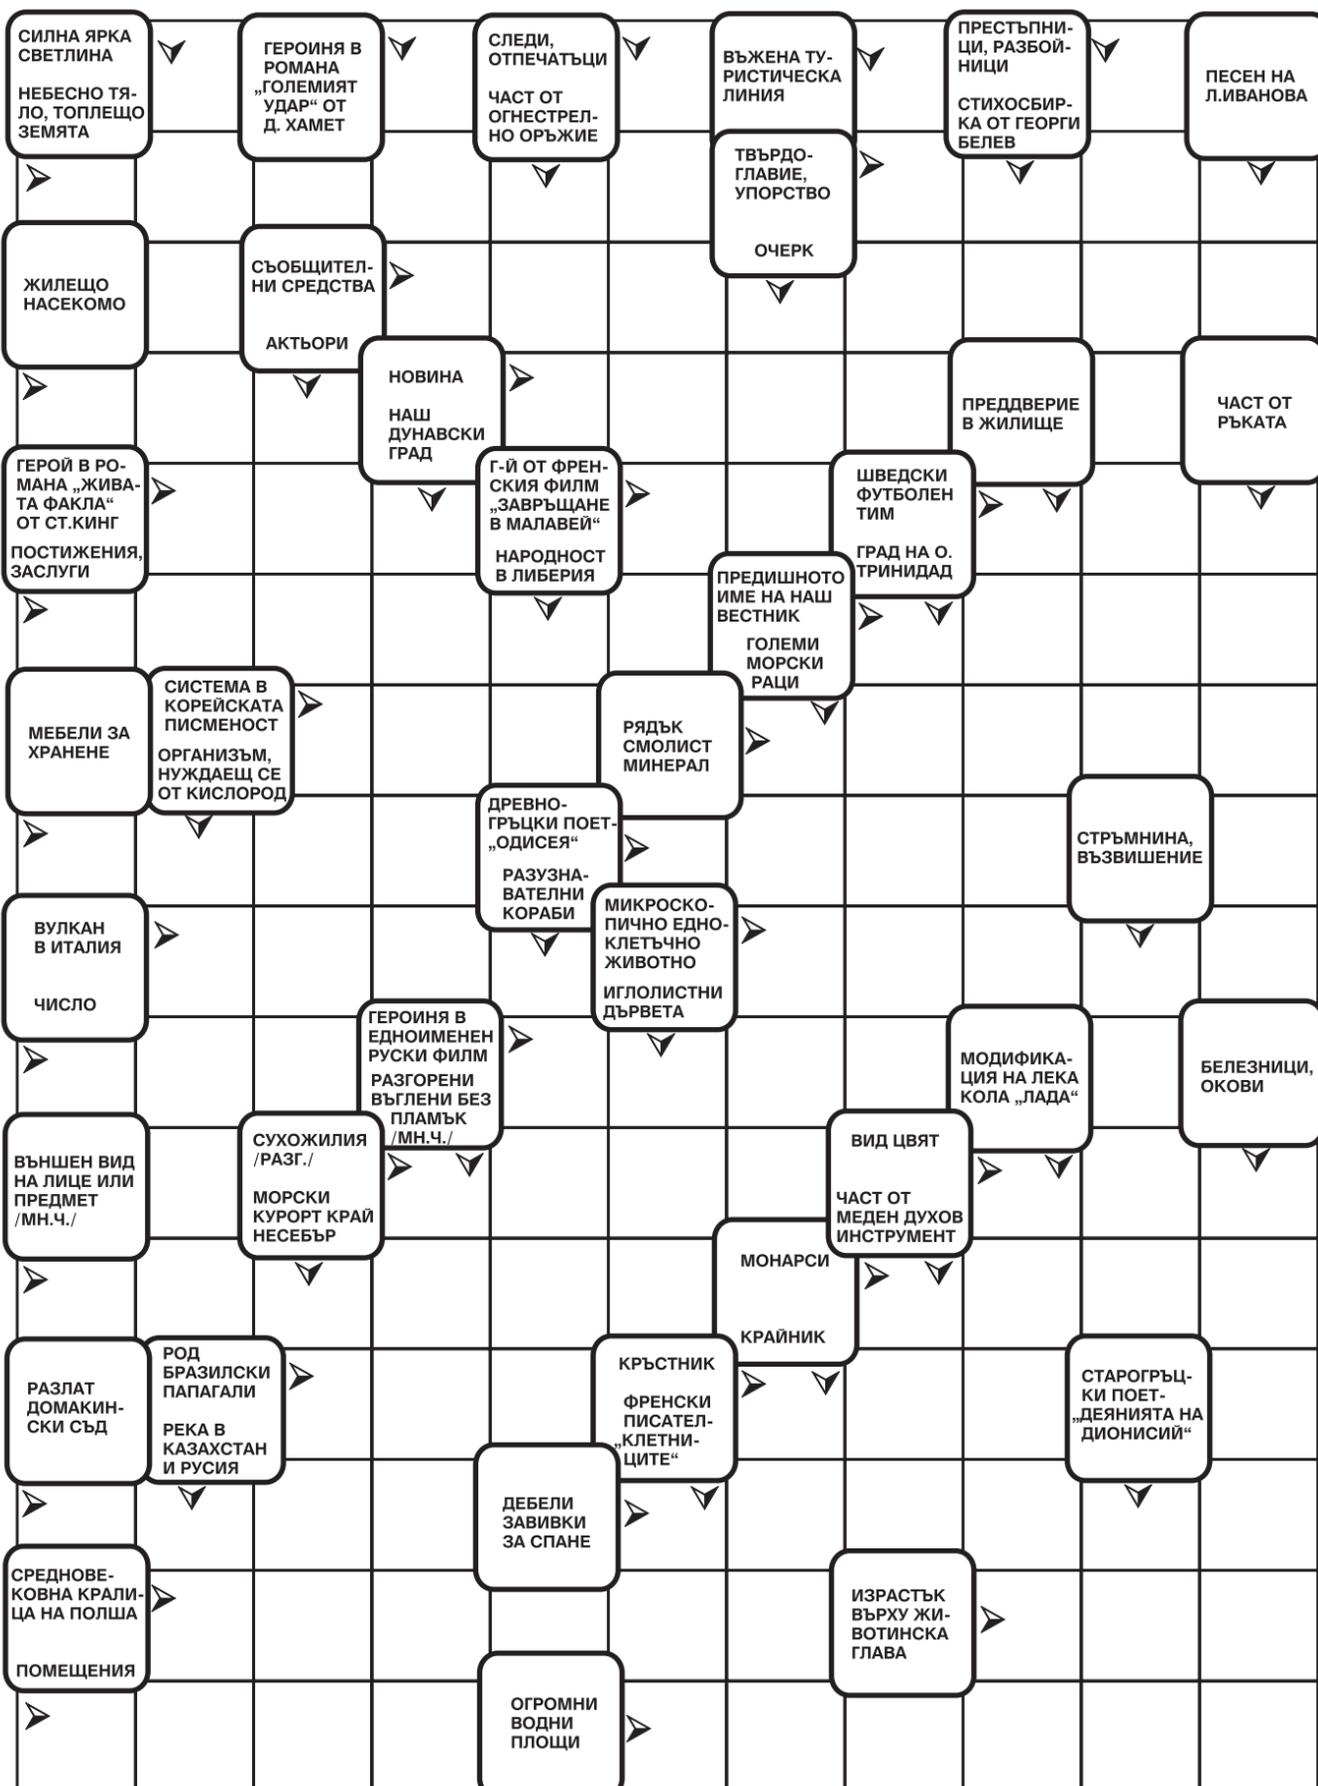 СИЛНА ЯРКА
СВЕТЛИНА
НЕБЕСНО ТЯ-
ЛО, ТОПЛЕЩО
ЗЕМЯТА
ГЕРОИНЯ В
РОМАНА
„ГОЛЕМИЯТ
УДАР“ ОТ
Д. ХАМЕТ
СЛЕДИ,
ОТПЕЧАТЪЦИ
ЧАСТ ОТ
ОГНЕСТРЕЛ-
НО ОРЪЖИЕ
ВЪЖЕНА ТУ-
РИСТИЧЕСКА
ЛИНИЯ
ПРЕСТЪПНИ-
ЦИ, РАЗБОЙ-
НИЦИ
СТИХОСБИР-
КА ОТ ГЕОРГИ
БЕЛЕВ
ПЕСЕН НА
Л.ИВАНОВА
ТВЪРДО-
ГЛАВИЕ,
УПОРСТВО
ОЧЕРК
ЖИЛЕЩО
НАСЕКОМО
СЪОБЩИТЕЛ-
НИ СРЕДСТВА
АКТЬОРИ
НОВИНА
НАШ
ДУНАВСКИ
ГРАД
ПРЕДДВЕРИЕ
В ЖИЛИЩЕ
ЧАСТ ОТ
РЪКАТА
ГЕРОЙ В РО-
МАНА „ЖИВА-
ТА ФАКЛА“
ОТ СТ.КИНГ
ПОСТИЖЕНИЯ,
ЗАСЛУГИ
Г-Й ОТ ФРЕН-
СКИЯ ФИЛМ
„ЗАВРЪЩАНЕ
В МАЛАВЕЙ“
НАРОДНОСТ
В ЛИБЕРИЯ
ШВЕДСКИ
ФУТБОЛЕН
ТИМ
ГРАД НА О.
ТРИНИДАД
ПРЕДИШНОТО
ИМЕ НА НАШ
ВЕСТНИК
ГОЛЕМИ
МОРСКИ
РАЦИ
МЕБЕЛИ ЗА
ХРАНЕНЕ
СИСТЕМА В
КОРЕЙСКАТА
ПИСМЕНОСТ
ОРГАНИЗЪМ,
НУЖДАЕЩ СЕ
ОТ КИСЛОРОД
РЯДЪК
СМОЛИСТ
МИНЕРАЛ
ДРЕВНО-
ГРЪЦКИ ПОЕТ-
„ОДИСЕЯ“
РАЗУЗНА-
ВАТЕЛНИ
КОРАБИ
СТРЪМНИНА,
ВЪЗВИШЕНИЕ
ВУЛКАН
В ИТАЛИЯ
ЧИСЛО
МИКРОСКО-
ПИЧНО ЕДНО-
КЛЕТЪЧНО
ЖИВОТНО
ИГЛОЛИСТНИ
ДЪРВЕТА
ГЕРОИНЯ В
ЕДНОИМЕНЕН
РУСКИ ФИЛМ
РАЗГОРЕНИ
ВЪГЛЕНИ БЕЗ
ПЛАМЪК
/МН.Ч./
МОДИФИКА-
ЦИЯ НА ЛЕКА
КОЛА „ЛАДА“
БЕЛЕЗНИЦИ,
ОКОВИ
ВЪНШЕН ВИД
НА ЛИЦЕ ИЛИ
ПРЕДМЕТ
/МН.Ч./
СУХОЖИЛИЯ
/РАЗГ./
МОРСКИ
КУРОРТ КРАЙ
НЕСЕБЪР
ВИД ЦВЯТ
ЧАСТ ОТ
МЕДЕН ДУХОВ
ИНСТРУМЕНТ
МОНАРСИ
КРАЙНИК
РАЗЛАТ
ДОМАКИН-
СКИ СЪД
РОД
БРАЗИЛСКИ
ПАПАГАЛИ
РЕКА В
КАЗАХСТАН
И РУСИЯ
КРЪСТНИК
ФРЕНСКИ
ПИСАТЕЛ-
„КЛЕТНИ-
ЦИТЕ“
СТАРОГРЪЦ-
КИ ПОЕТ-
„ДЕЯНИЯТА НА
ДИОНИСИЙ“
ДЕБЕЛИ
ЗАВИВКИ
ЗА СПАНЕ
СРЕДНОВЕ-
КОВНА КРАЛИ-
ЦА НА ПОЛША
ПОМЕЩЕНИЯ
ИЗРАСТЪК
ВЪРХУ ЖИ-
ВОТИНСКА
ГЛАВА
ОГРОМНИ
ВОДНИ
ПЛОЩИ